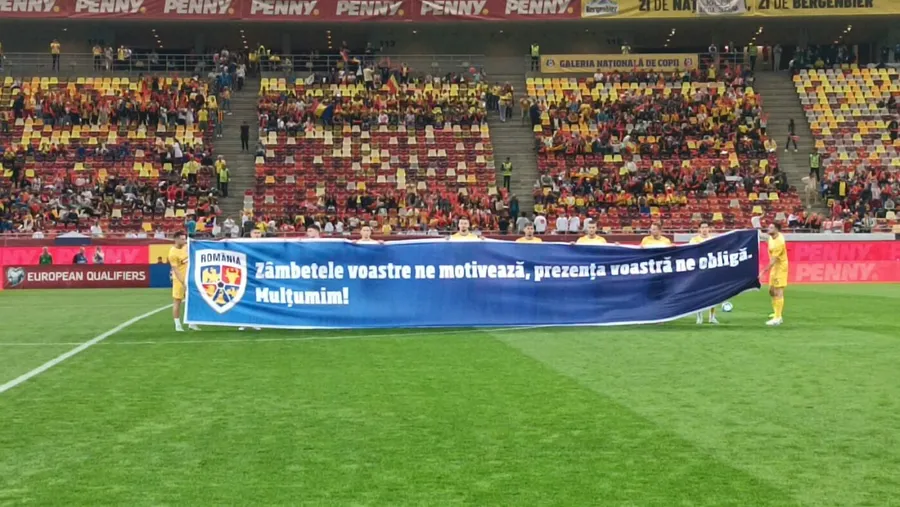 PENNY. PENNY. PENNY. PENNY. PENNY. PENNY.
21 DE BERGENBIER
GALERIA NAȚIONALĂ DE COPII
ROMÂNIA
Zâmbetele voastre ne motivează, prezența voastră ne obligă.
Mulțumim!
EUROPEAN QUALIFIERS
PENNY.
PENNY.